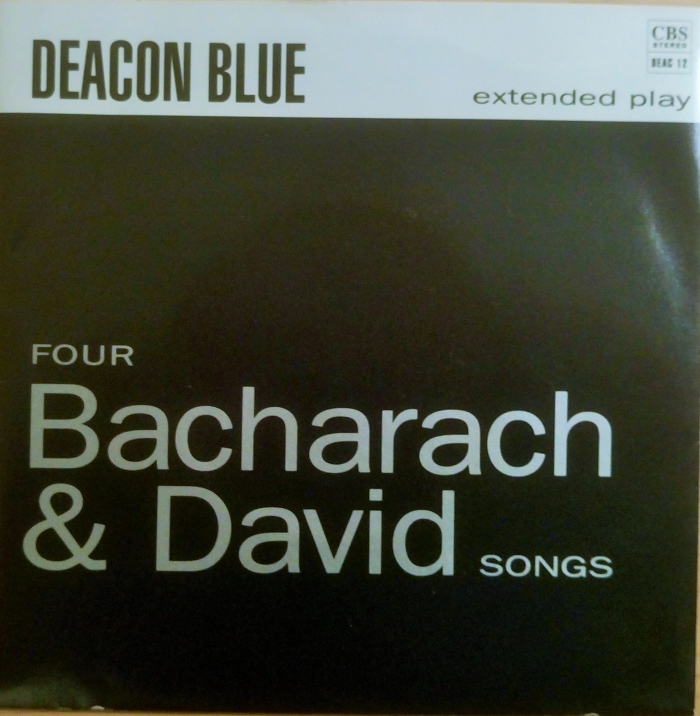 DEACON BLUE
CBS
STEREO
DEAC 12
extended play
FOUR
Bacharach
& David SONGS